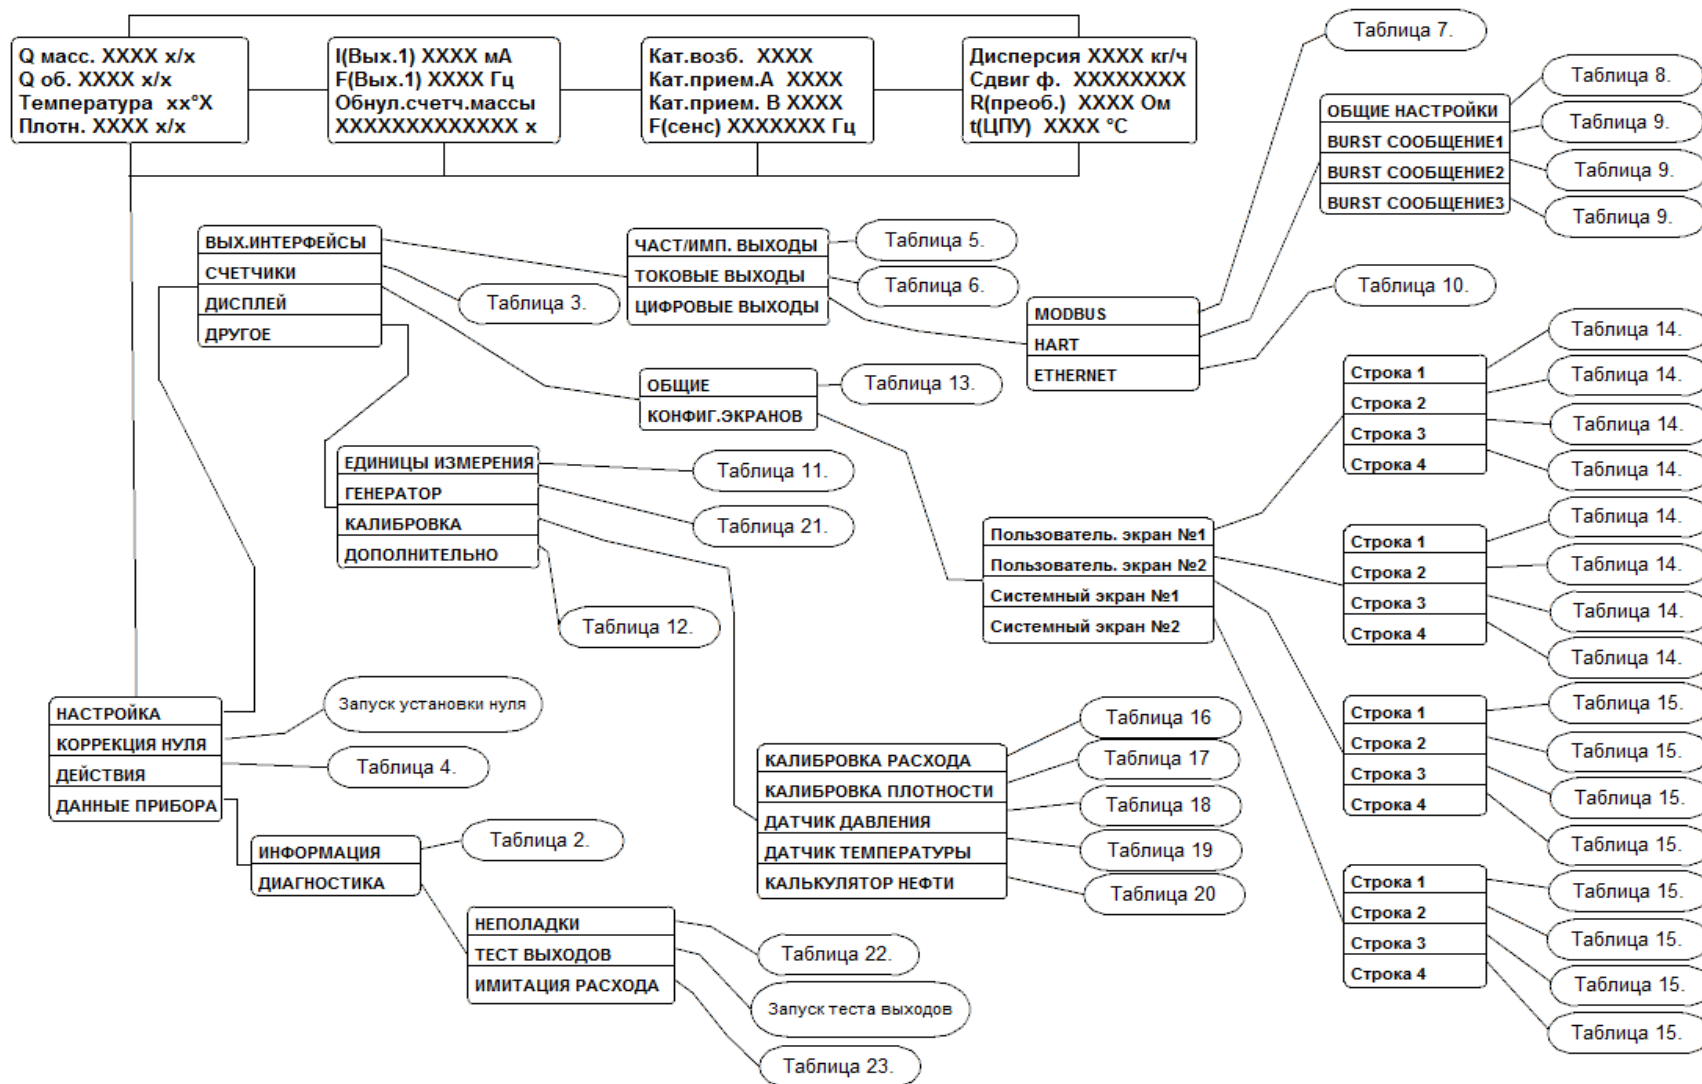 Q масс. XXXX х/х
Q об. XXXX х/х
Температура хх°X
Плотн. XXXX х/х
I(Вых.1) XXXX мА
F(Вых.1) XXXX Гц
Обнул.счетч.массы
XXXXXXXXXXXXX х
Кат.возб. XXXX
Кат.прием.А XXXX
Кат.прием. В XXXX
F(сенс) XXXXXXX Гц
Дисперсия XXXX кг/ч
Сдвиг ф. XXXXXXXX
R(преоб.) XXXX Ом
t(ЦПУ) XXXX °C
Таблица 7.
ОБЩИЕ НАСТРОЙКИ
BURST СООБЩЕНИЕ1
BURST СООБЩЕНИЕ2
BURST СООБЩЕНИЕ3
Таблица 8.
Таблица 9.
Таблица 9.
Таблица 9.
ВЫХ.ИНТЕРФЕЙСЫ
СЧЕТЧИКИ
ДИСПЛЕЙ
ДРУГОЕ
Таблица 3.
ЧАСТ/ИМП. ВЫХОДЫ
ТОКОВЫЕ ВЫХОДЫ
ЦИФРОВЫЕ ВЫХОДЫ
Таблица 5.
Таблица 6.
MODBUS
HART
ETHERNET
Таблица 10.
ОБЩИЕ
КОНФИГ.ЭКРАНОВ
Таблица 13.
ЕДИНИЦЫ ИЗМЕРЕНИЯ
ГЕНЕРАТОР
КАЛИБРОВКА
ДОПОЛНИТЕЛЬНО
Таблица 11.
Таблица 21.
Таблица 12.
Пользователь. экран №1
Пользователь. экран №2
Системный экран №1
Системный экран №2
Строка 1
Строка 2
Строка 3
Строка 4
Таблица 14.
Таблица 14.
Таблица 14.
Таблица 14.
Строка 1
Строка 2
Строка 3
Строка 4
Таблица 14.
Таблица 14.
Таблица 14.
Таблица 14.
Строка 1
Строка 2
Строка 3
Строка 4
Таблица 15.
Таблица 15.
Таблица 15.
Таблица 15.
Строка 1
Строка 2
Строка 3
Строка 4
Таблица 15.
Таблица 15.
Таблица 15.
Таблица 15.
НАСТРОЙКА
КОРРЕКЦИЯ НУЛЯ
ДЕЙСТВИЯ
ДАННЫЕ ПРИБОРА
Запуск установки нуля
Таблица 4.
ИНФОРМАЦИЯ
ДИАГНОСТИКА
Таблица 2.
КАЛИБРОВКА РАСХОДА
КАЛИБРОВКА ПЛОТНОСТИ
ДАТЧИК ДАВЛЕНИЯ
ДАТЧИК ТЕМПЕРАТУРЫ
КАЛЬКУЛЯТОР НЕФТИ
Таблица 16
Таблица 17
Таблица 18
Таблица 19
Таблица 20
НЕПОЛАДКИ
ТЕСТ ВЫХОДОВ
ИМИТАЦИЯ РАСХОДА
Таблица 22.
Запуск теста выходов
Таблица 23.